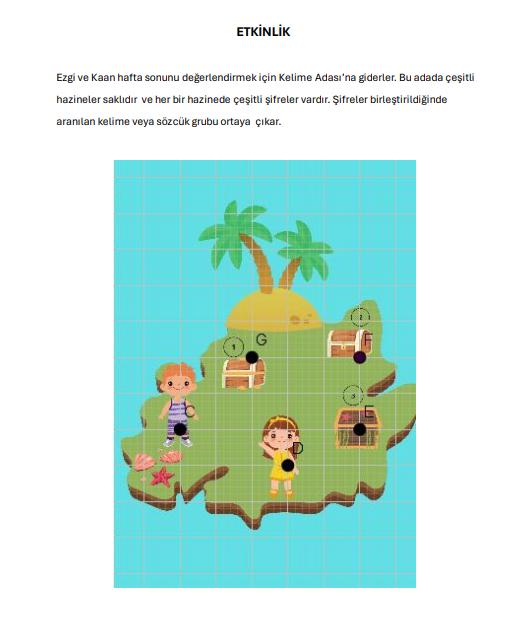 ETKİNLİK
Ezgi ve Kaan hafta sonunu değerlendirmek için Kelime Adası'na giderler. Bu adada çeşitli
hazineler saklıdır ve her bir hazinede çeşitli şifreler vardır. Şifreler birleştirildiğinde
aranılan kelime veya sözcük grubu ortaya çıkar.
2
G
F
1
3
C
E
D